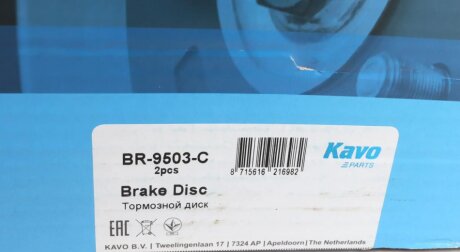 BR-9503-C
2pcs
8 715616 216982
Kavo
PARTS
Brake Disc
Тормозной диск
EAC
KAVO B.V. | Tweelingenlaan 17 | 7324 AP | Apeldoorn | The Netherlands